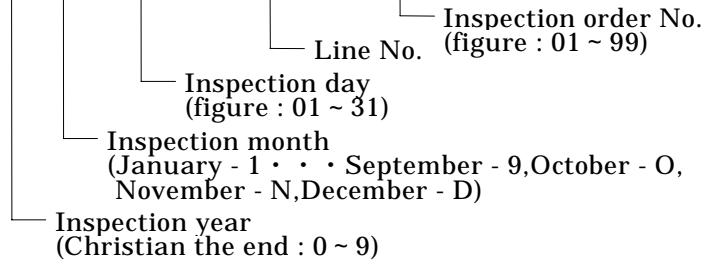 Inspection order No.
(figure : 01 ~ 99)
Line No.
Inspection day
(figure : 01 ~ 31)
Inspection month
(January - 1・・・September - 9,October - O,
November - N,December - D)
Inspection year
(Christian the end : 0 ~ 9)